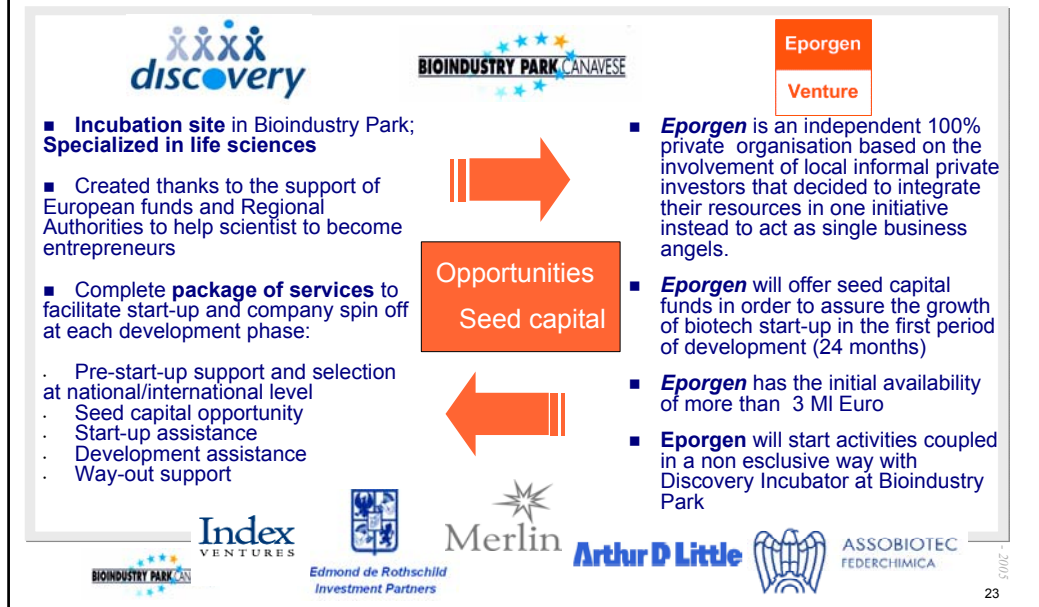 discovery
BIOINDUSTRY PARK CANAVESE
Eporgen
Venture
■ Incubation site in Bioindustry Park;
Specialized in life sciences
■ Created thanks to the support of
European funds and Regional
Authorities to help scientist to become
entrepreneurs
■ Complete package of services to
facilitate start-up and company spin off
at each development phase:
· Pre-start-up support and selection
at national/international level
· Seed capital opportunity
· Start-up assistance
· Development assistance
· Way-out support
Opportunities
Seed capital
■ Eporgen is an independent 100%
private organisation based on the
involvement of local informal private
investors that decided to integrate
their resources in one initiative
instead to act as single business
angels.
■ Eporgen will offer seed capital
funds in order to assure the growth
of biotech start-up in the first period
of development (24 months)
■ Eporgen has the initial availability
of more than 3 Ml Euro
■ Eporgen will start activities coupled
in a non esclusive way with
Discovery Incubator at Bioindustry
Park
BIOINDUSTRY PARK CAN
Index
VENTURES
Edmond de Rothschild
Investment Partners
Merlin
Arthur D Little
ASSOBIOTEC
FEDERCHIMICA
- 2005
23